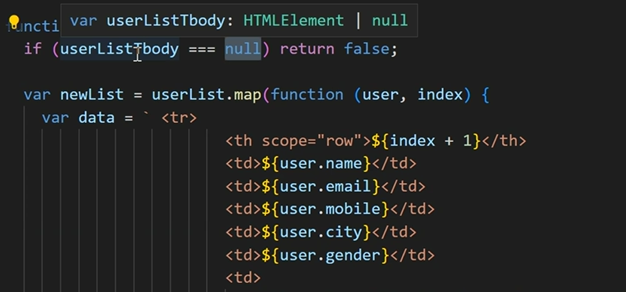 var userListTbody: HTMLElement | null
functi
if (userListTbody === null) return false;
var newList = userList.map(function (user, index) {
var data = ` <tr>
<th scope="row">${index + 1}</th>
<td>${user.name}</td>
<td>${user.email}</td>
<td>${user.mobile}</td>
<td>${user.city}</td>
<td>${user.gender}</td>
<td>